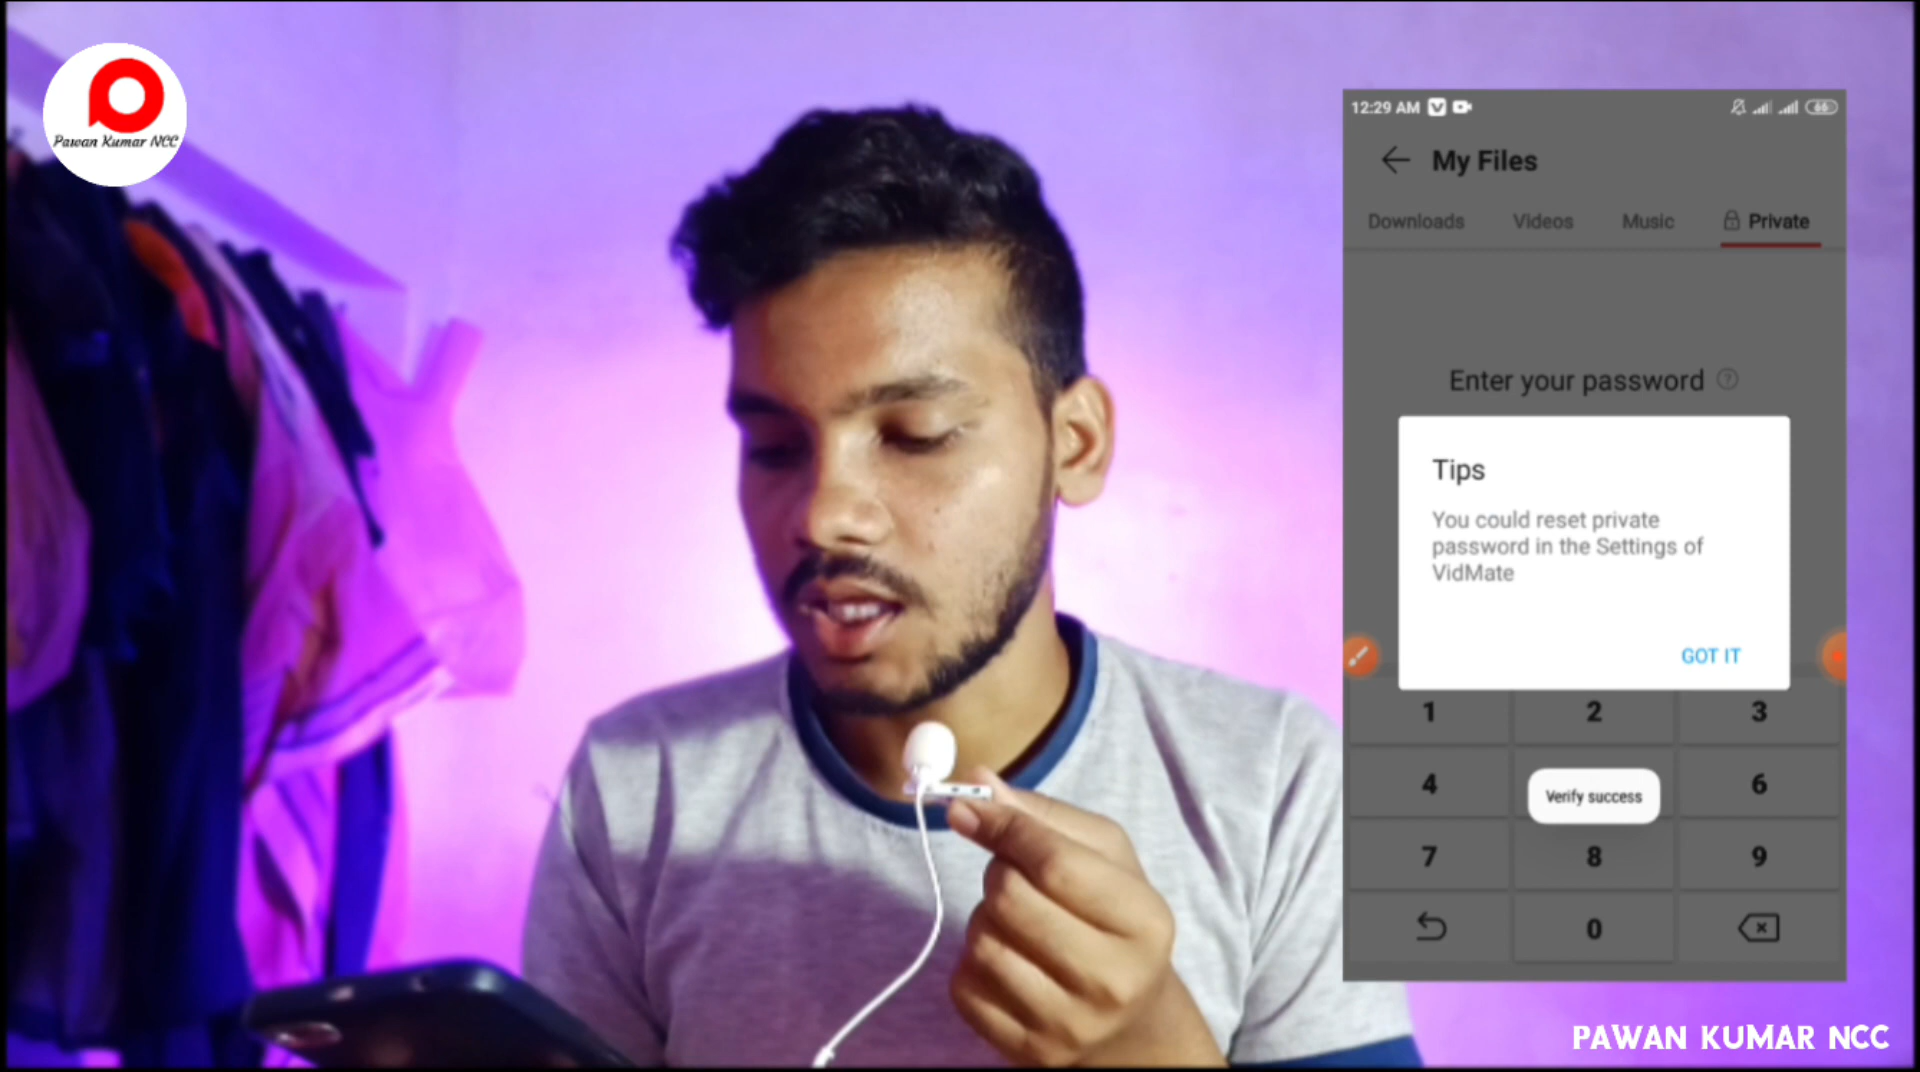 Pawan Kumar NCC
12:29 AM
66
My Files
Downloads Videos Music Private
Enter your password ?
Tips
You could reset private
password in the Settings of
VidMate
GOT IT
1 2 3
4 6
Verify success
7 8 9
0
PAWAN KUMAR NCC